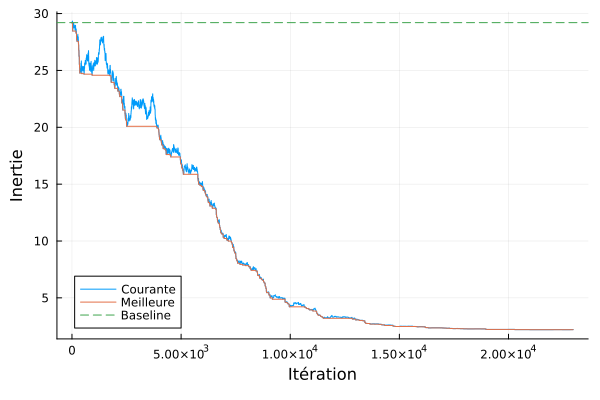 30
25
20
15
10
5
Inertie
Courante
Meilleure
Baseline
0
5.00×10³
1.00×10⁴
1.50×10⁴
2.00×10⁴
Itération